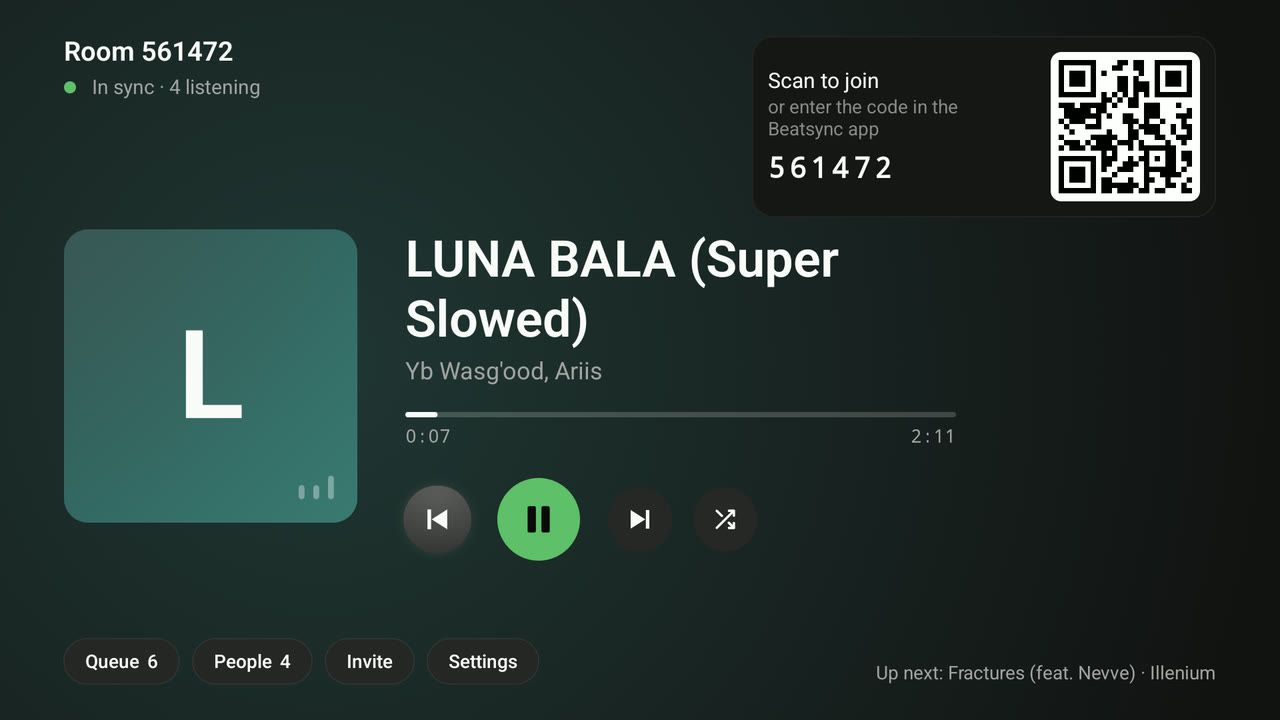 Room 561472
In sync · 4 listening
Scan to join
or enter the code in the
Beatsync app
561472
L
LUNA BALA (Super
Slowed)
Yb Wasg'ood, Ariis
0:07
2:11
Queue 6
People 4
Invite
Settings
Up next: Fractures (feat. Nevve) · Illenium